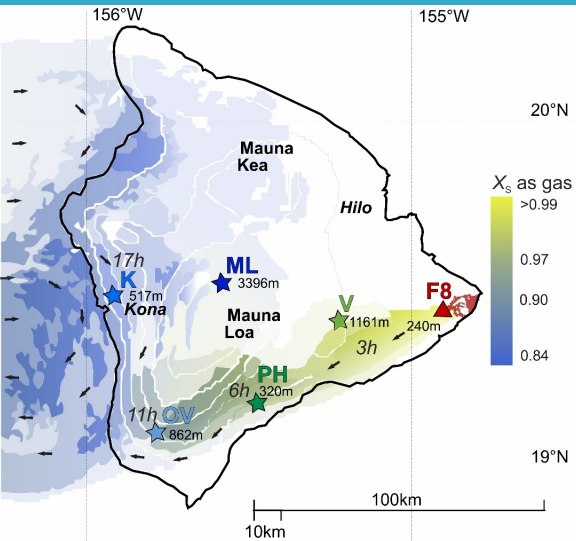 156°W
155°W
20°N
Mauna
Kea
Xs as gas
>0.99
Hilo
0.97
17h
ML
K
3396m
517m
F8
Kona
0.90
V
Mauna
1161m
240m
Loa
3h
0.84
PH
6h
320m
11h
OV
862m
19°N
100km
10km